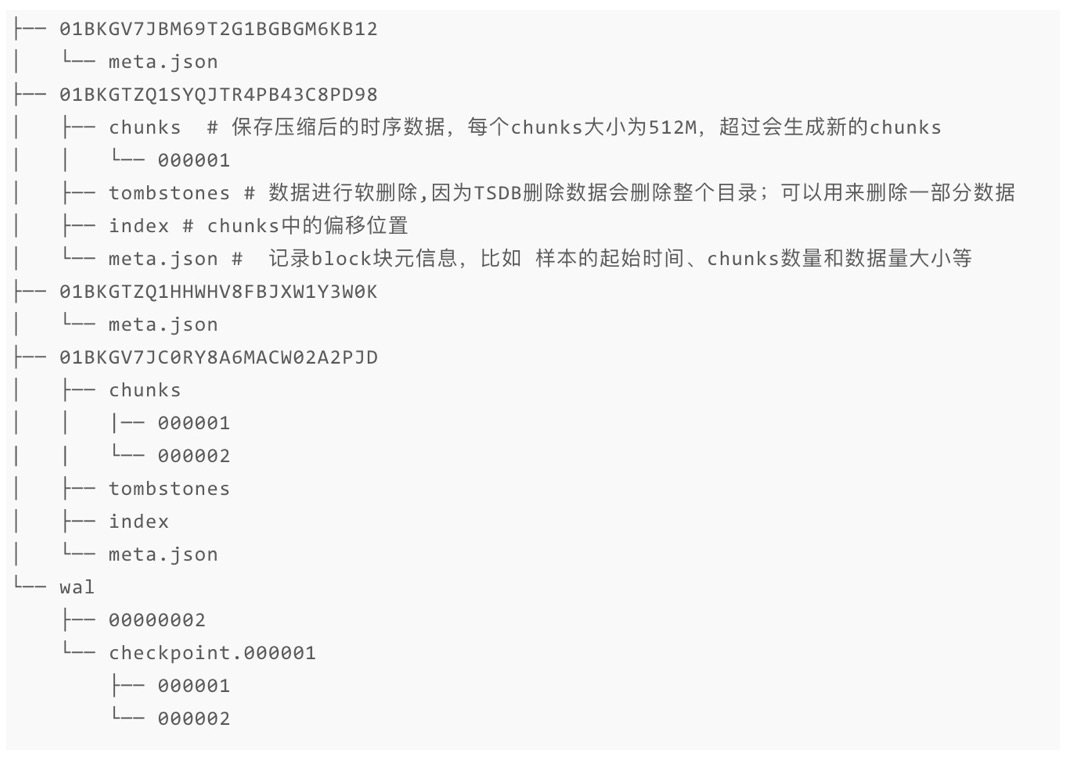 ├── 01BKGV7JBM69T2G1BGBGM6KB12
│   └── meta.json
├── 01BKGTZQ1SYQJTR4PB43C8PD98
│   ├── chunks  # 保存压缩后的时序数据，每个chunks大小为512M，超过会生成新的chunks
│   │   └── 000001
│   ├── tombstones # 数据进行软删除,因为TSDB删除数据会删除整个目录；可以用来删除一部分数据
│   ├── index # chunks中的偏移位置
│   └── meta.json #  记录block块元信息，比如 样本的起始时间、chunks数量和数据量大小等
├── 01BKGTZQ1HHWHV8FBJXW1Y3W0K
│   └── meta.json
├── 01BKGV7JC0RY8A6MACW02A2PJD
│   ├── chunks
│   │   |── 000001
|   |   └── 000002
│   ├── tombstones
│   ├── index
│   └── meta.json
└── wal
    ├── 00000002
    └── checkpoint.000001
        ├── 000001
        └── 000002